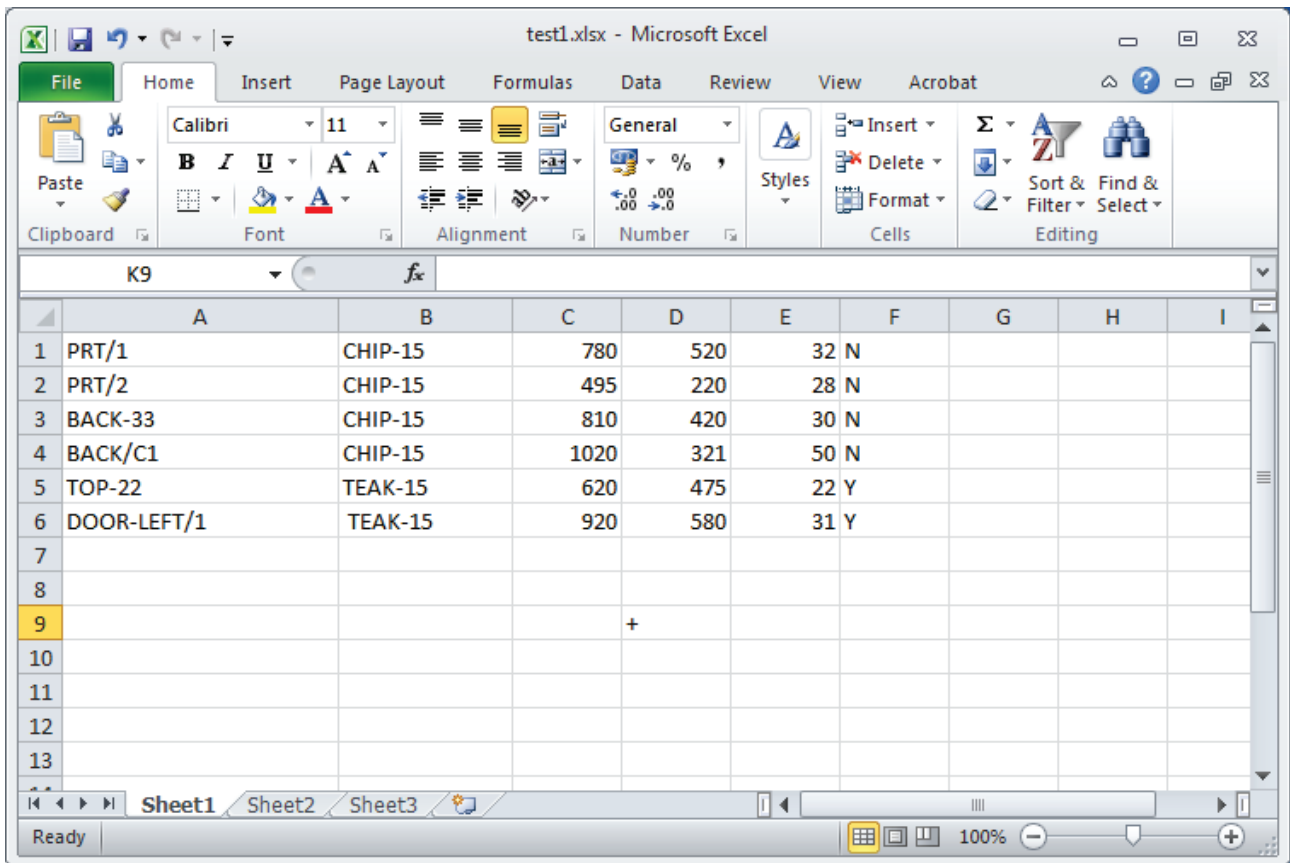 test1.xlsx - Microsoft Excel
File Home Insert Page Layout Formulas Data Review View Acrobat
Calibri 11 General Insert
B I U A A % , Delete
Paste Styles Format Sort & Filter Find & Select
Clipboard Font Alignment Number Cells Editing
K9 fx
A B C D E F G H I
1 PRT/1 CHIP-15 780 520 32 N
2 PRT/2 CHIP-15 495 220 28 N
3 BACK-33 CHIP-15 810 420 30 N
4 BACK/C1 CHIP-15 1020 321 50 N
5 TOP-22 TEAK-15 620 475 22 Y
6 DOOR-LEFT/1 TEAK-15 920 580 31 Y
7
8
9 +
10
11
12
13
Sheet1 Sheet2 Sheet3
Ready 100%